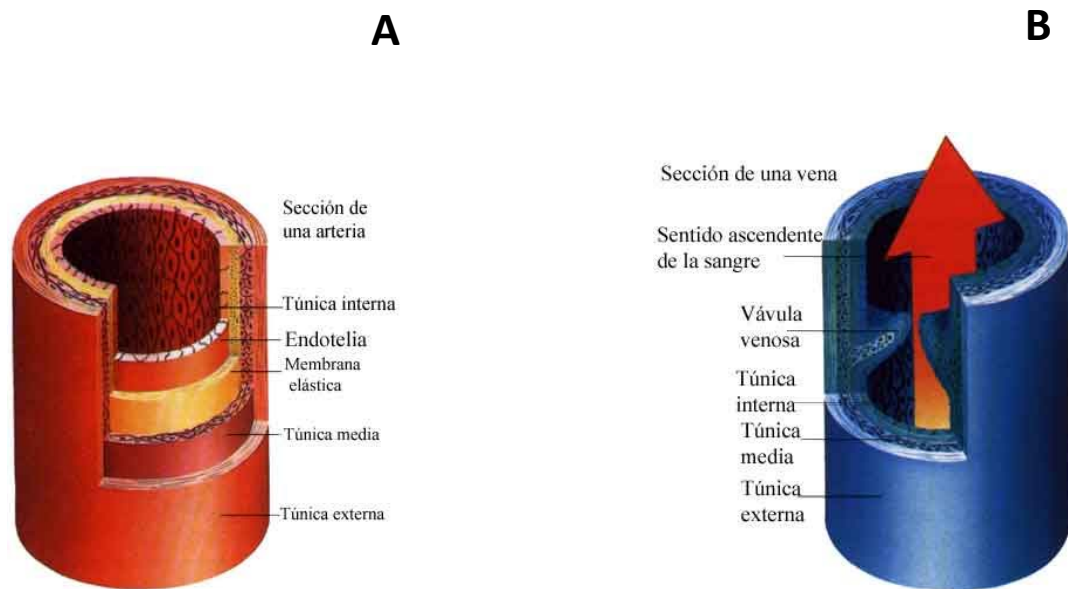 A
Sección de
una arteria
Túnica interna
Endotelia
Membrana
elástica
Túnica media
Túnica externa
B
Sección de una vena
Sentido ascendente
de la sangre
Vávula
venosa
Túnica
interna
Túnica
media
Túnica
externa